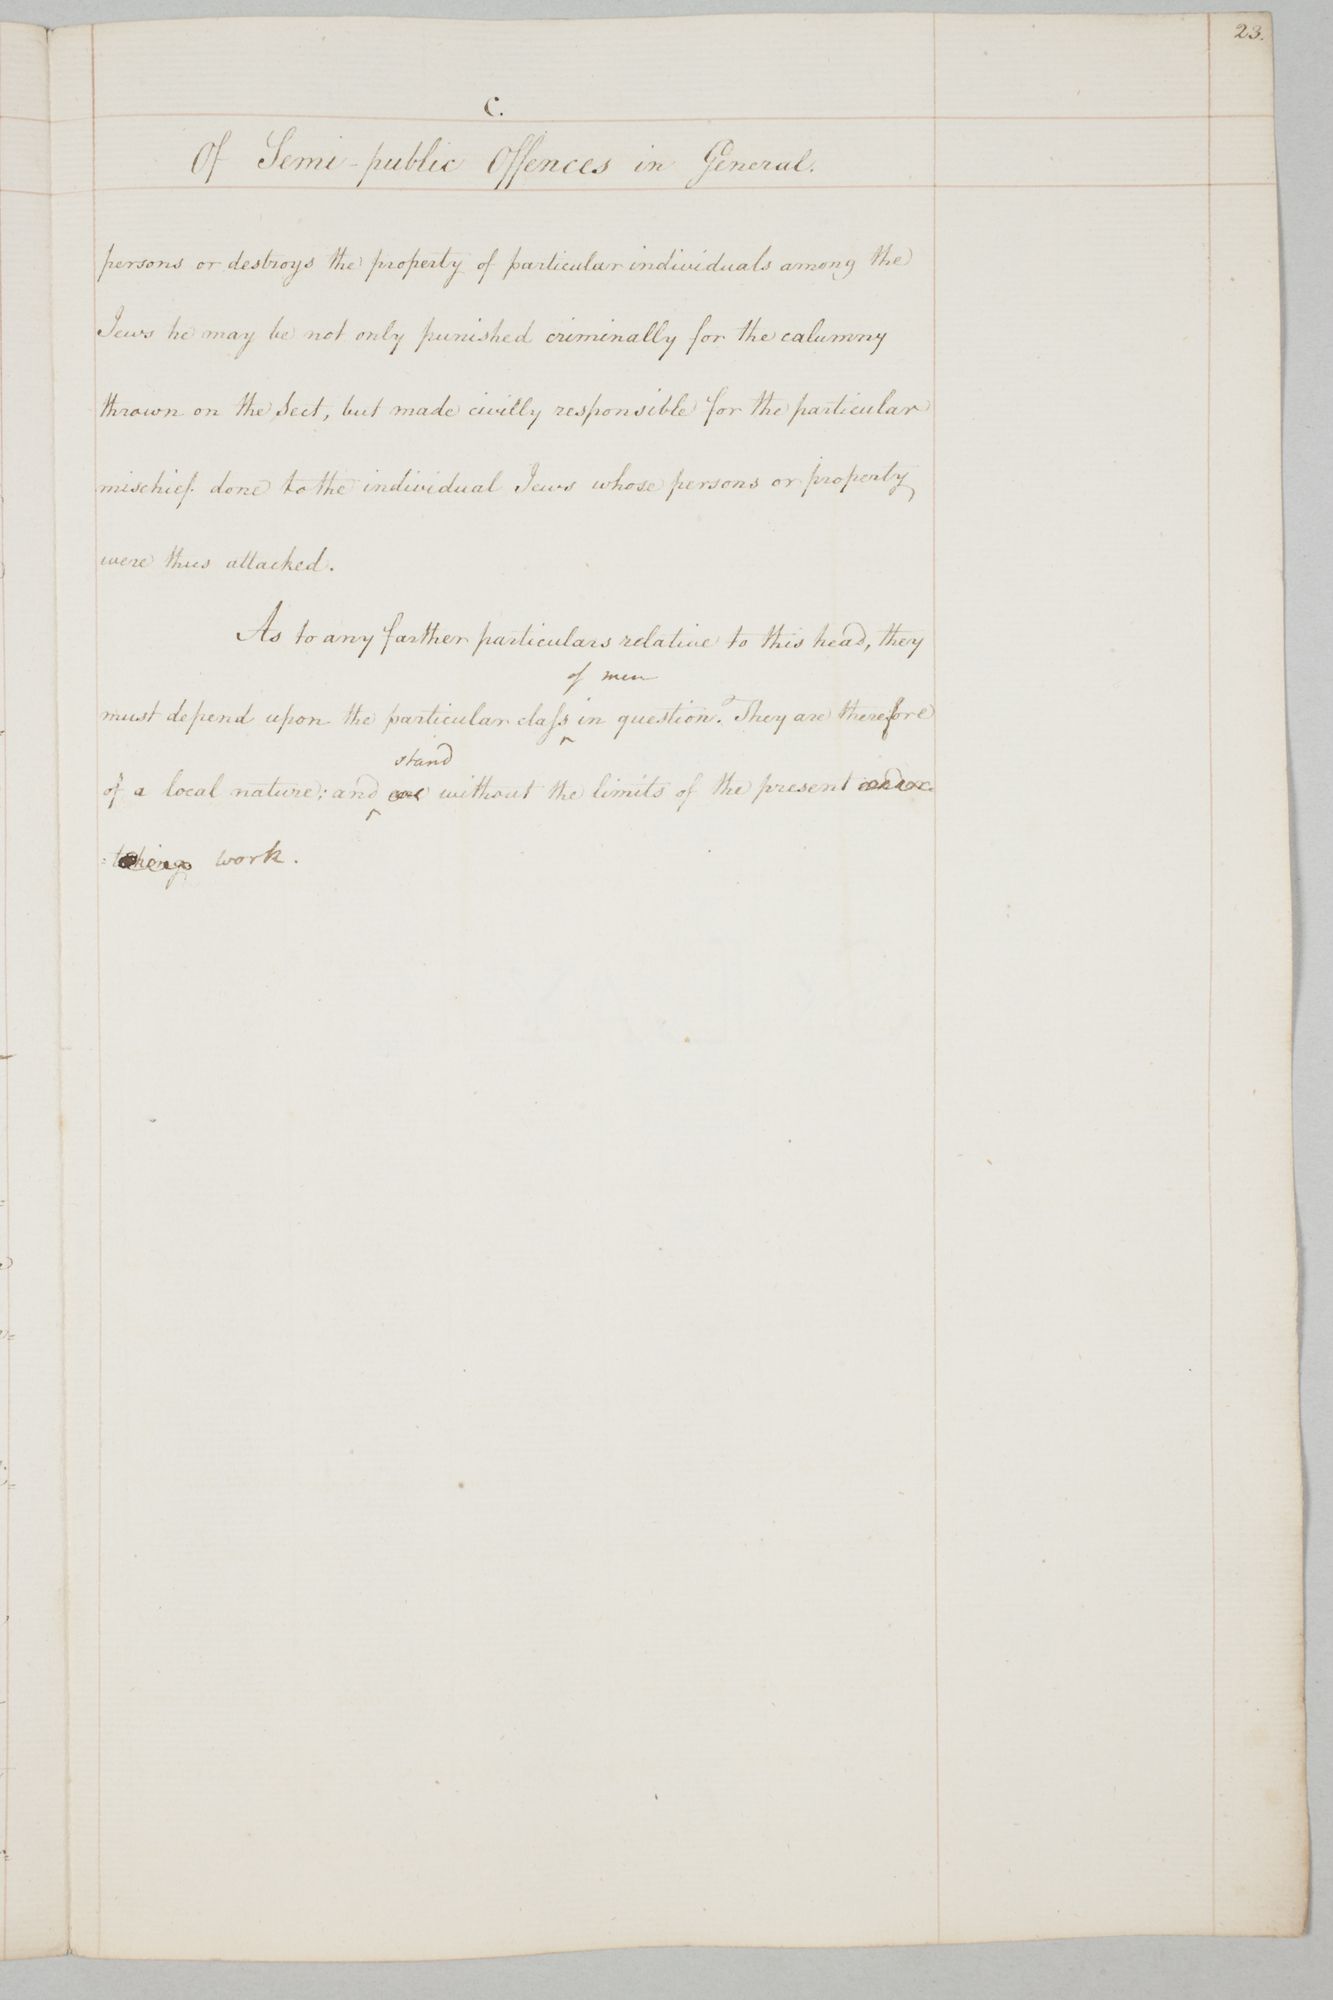 23.
C.
Of Semi-public Offences in General.
persons or destroys the property of particular individuals among the
Jews he may be not only punished criminally for the calumny
thrown on the Sect, but made civilly responsible for the particular
mischief done to the individual Jews whose persons or property
were thus attacked.
As to any farther particulars relative to this head, they
of men
must depend upon the particular class in question. They are therefore
stand
of a local nature; and are without the limits of the present under
=taking work.